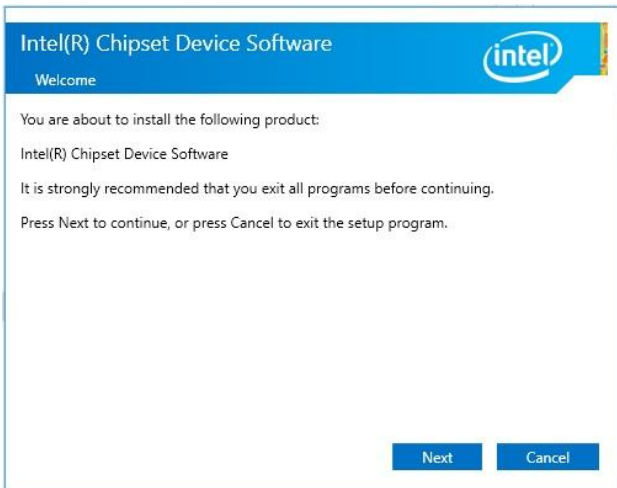 Intel(R) Chipset Device Software
intel
Welcome
You are about to install the following product:
Intel(R) Chipset Device Software
It is strongly recommended that you exit all programs before continuing.
Press Next to continue, or press Cancel to exit the setup program.
Next
Cancel